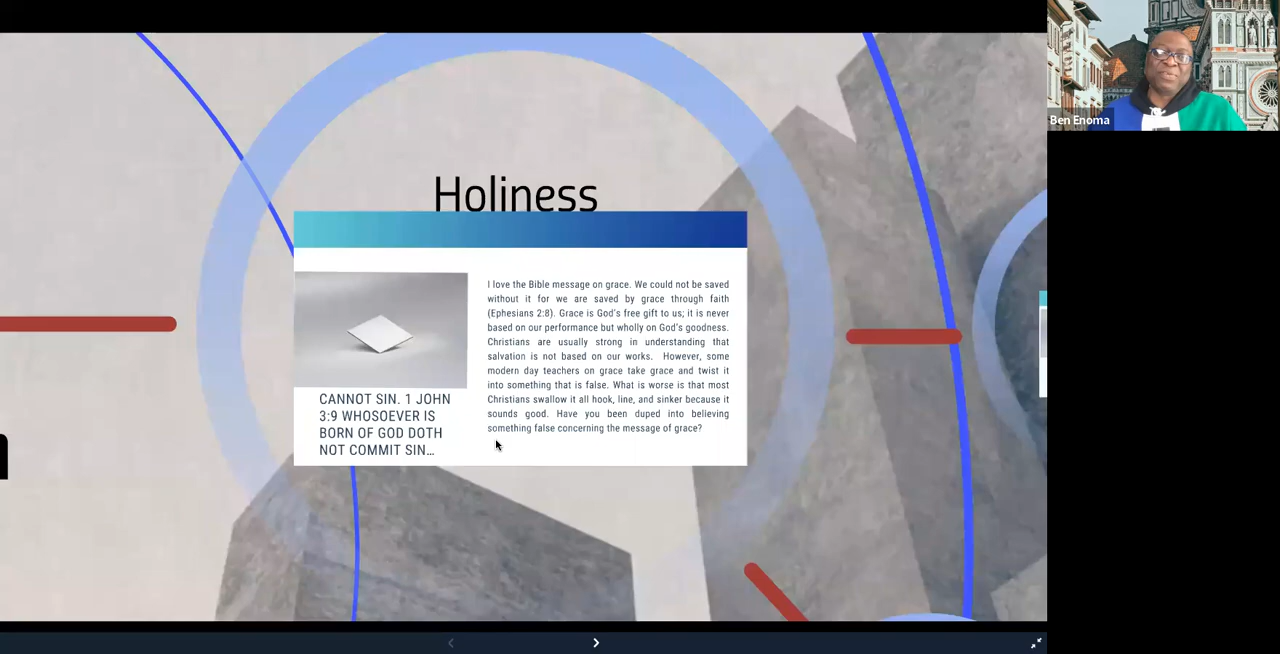 Holiness
CANNOT SIN. 1 JOHN
3:9 WHOSOEVER IS
BORN OF GOD DOTH
NOT COMMIT SIN...
I love the Bible message on grace. We could not be saved
without it for we are saved by grace through faith
(Ephesians 2:8). Grace is God's free gift to us; it is never
based on our performance but wholly on God's goodness.
Christians are usually strong in understanding that
salvation is not based on our works. However, some
modern day teachers on grace take grace and twist it
into something that is false. What is worse is that most
Christians swallow it all hook, line, and sinker because it
sounds good. Have you been duped into believing
something false concerning the message of grace?
Ben Enoma